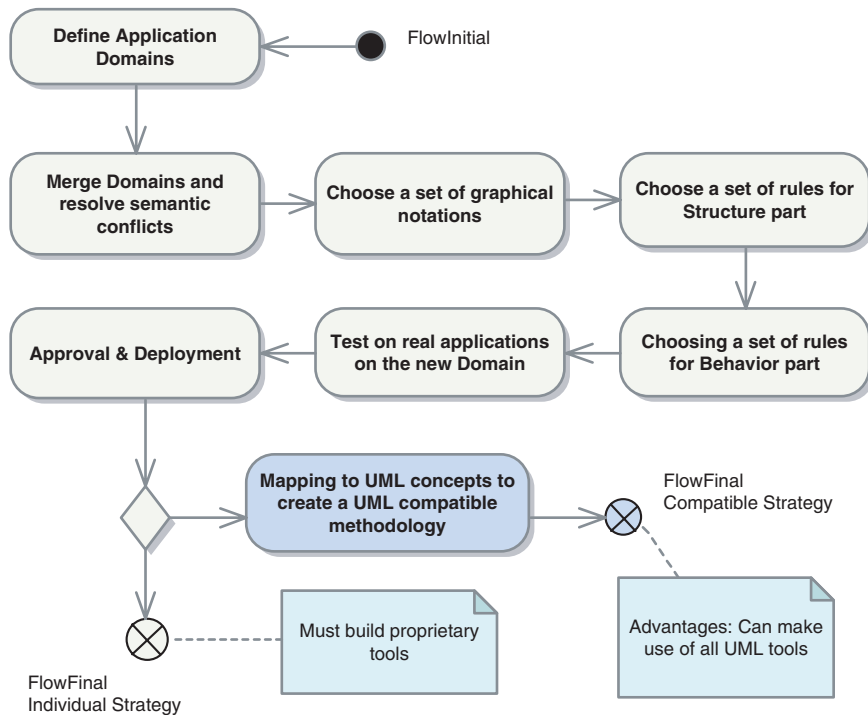 Define Application
Domains
FlowInitial
Merge Domains and
resolve semantic
conflicts
Choose a set of graphical
notations
Choose a set of rules for
Structure part
Approval & Deployment
Test on real applications
on the new Domain
Choosing a set of rules
for Behavior part
Mapping to UML concepts to
create a UML compatible
methodology
FlowFinal
Compatible Strategy
Must build proprietary
tools
Advantages: Can make
use of all UML tools
FlowFinal
Individual Strategy